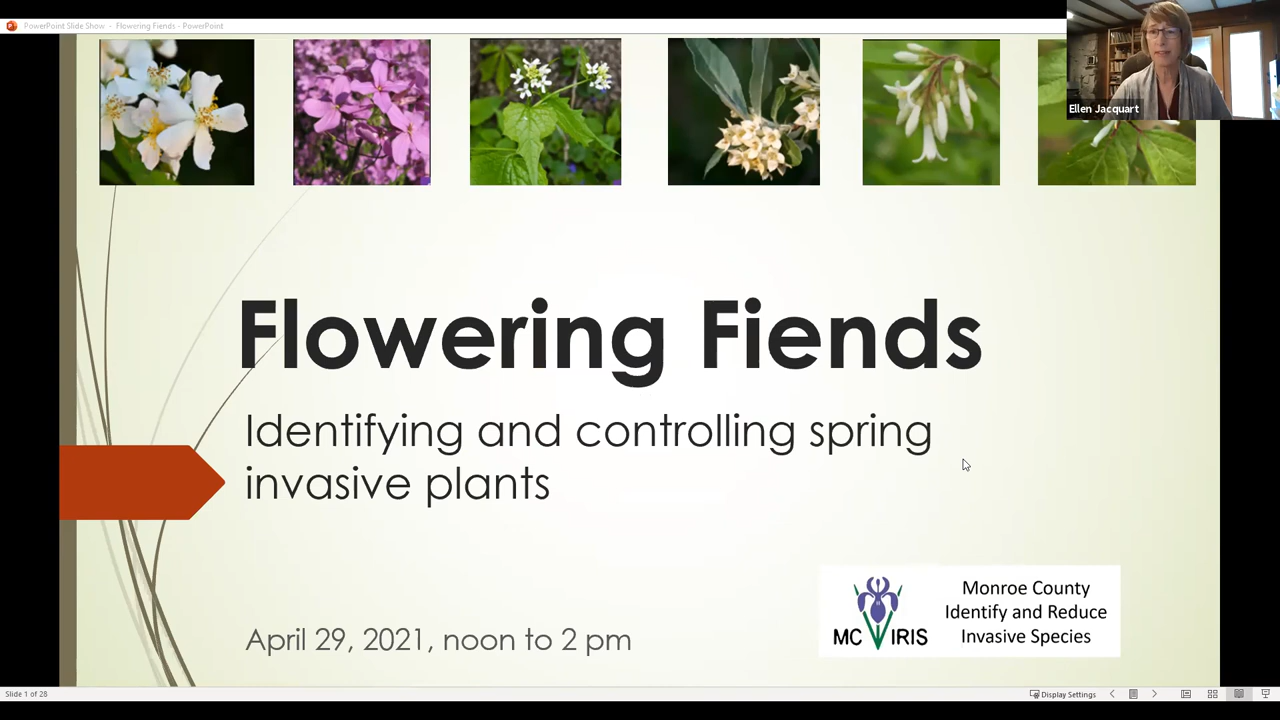 PowerPoint Slide Show - Flowering Fiends - PowerPoint
Ellen Jacquart
Flowering Fiends
Identifying and controlling spring
invasive plants
April 29, 2021, noon to 2 pm
MC IRIS
Monroe County
Identify and Reduce
Invasive Species
Slide 1 of 28
Display Settings